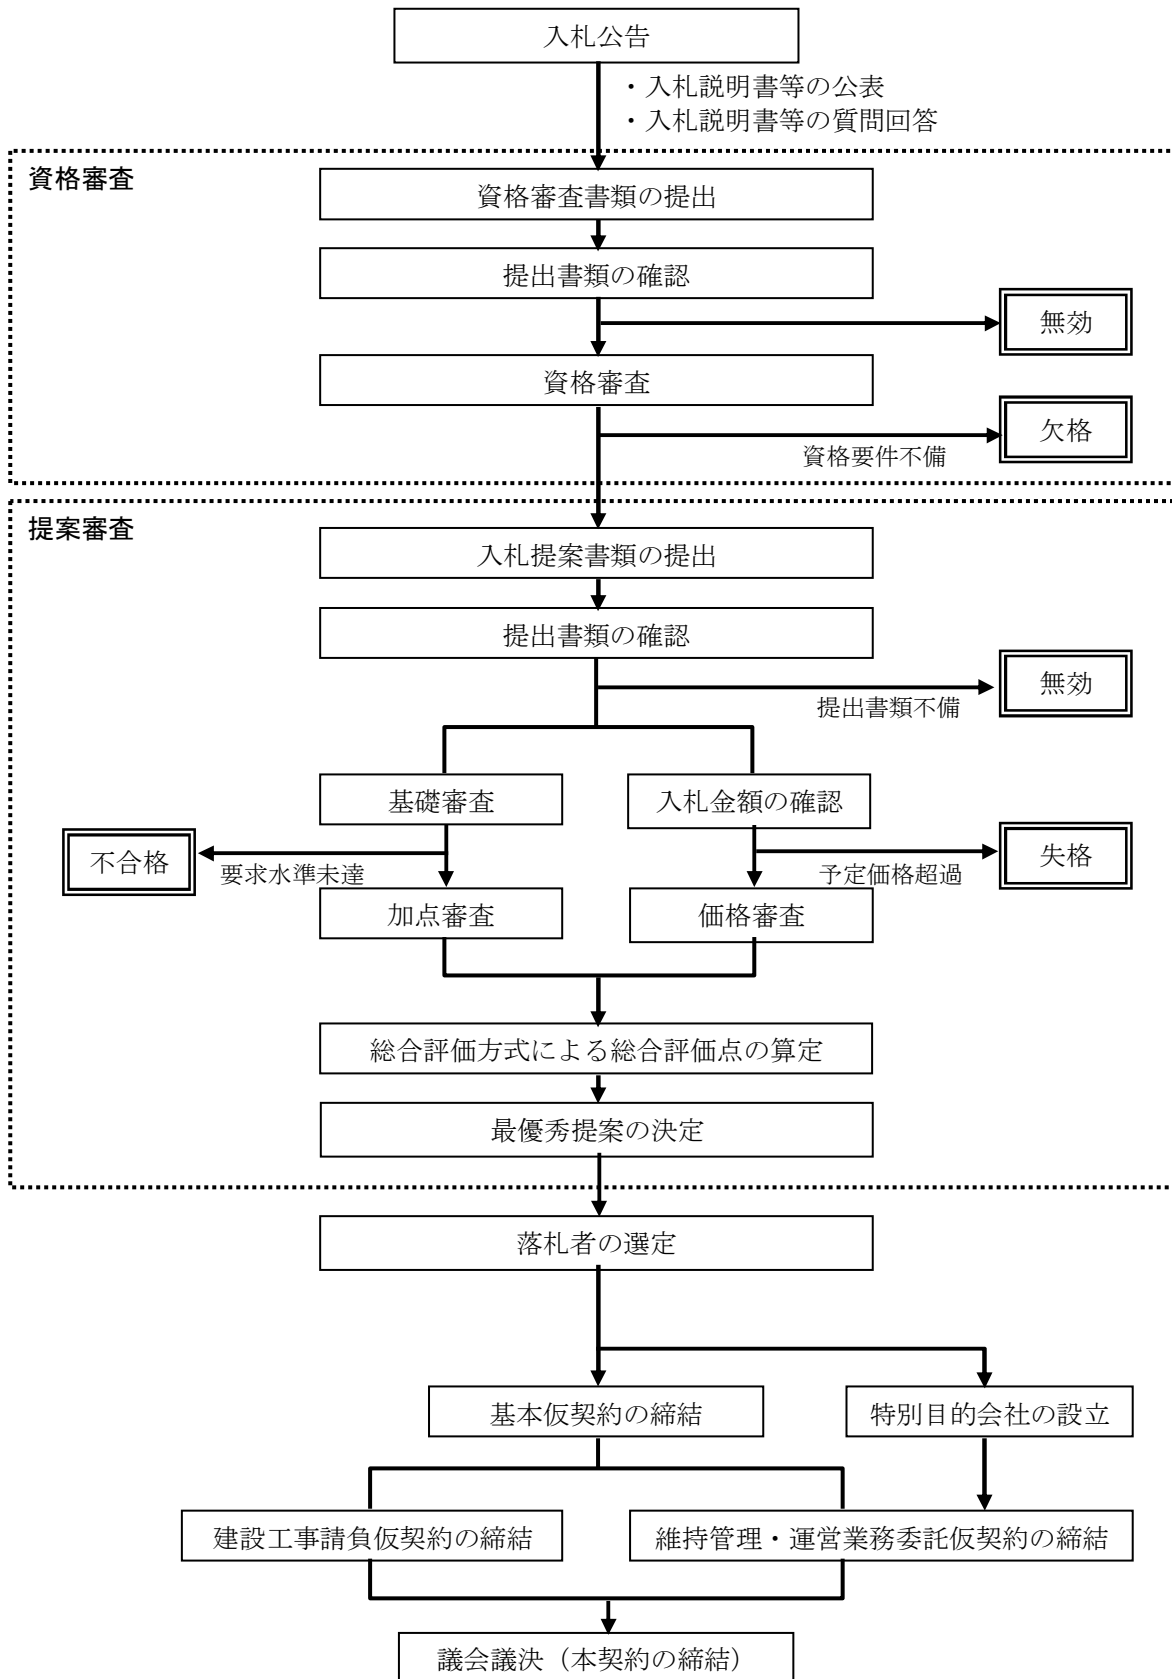 入札公告
・入札説明書等の公表
・入札説明書等の質問回答
資格審査
資格審査書類の提出
提出書類の確認
無効
資格審査
欠格
資格要件不備
提案審査
入札提案書類の提出
提出書類の確認
無効
提出書類不備
基礎審査
入札金額の確認
不合格
要求水準未達
予定価格超過
失格
加点審査
価格審査
総合評価方式による総合評価点の算定
最優秀提案の決定
落札者の選定
基本仮契約の締結
特別目的会社の設立
建設工事請負仮契約の締結
維持管理・運営業務委託仮契約の締結
議会議決（本契約の締結）